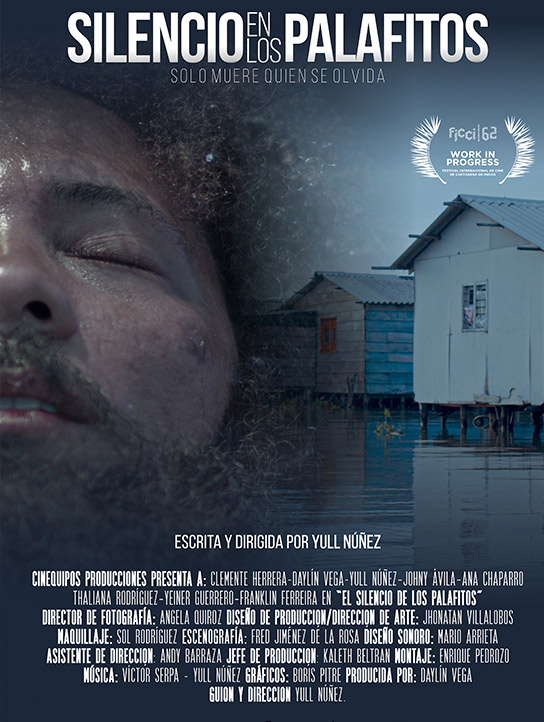 SILENCIO EN LOS PALAFITOS
SOLO MUERE QUIEN SE OLVIDA
FICCI|62
WORK IN
PROGRESS
FESTIVAL INTERNACIONAL DE CINE
DE CARTAGENA DE INDIAS
ESCRITA Y DIRIGIDA POR YULL NÚÑEZ
CINEQUIPOS PRODUCCIONES PRESENTA A: CLEMENTE HERRERA-DAYLÍN VEGA-YULL NÚÑEZ-JOHNY ÁVILA-ANA CHAPARRO
THALIANA RODRÍGUEZ-YEINER GUERRERO-FRANKLIN FERREIRA EN "EL SILENCIO DE LOS PALAFITOS"
DIRECTOR DE FOTOGRAFÍA: ANGELA QUIROZ DISEÑO DE PRODUCCION/DIRECCION DE ARTE: JHONATAN VILLALOBOS
MAQUILLAJE: SOL RODRÍGUEZ ESCENOGRAFÍA: FRED JIMÉNEZ DE LA ROSA DISEÑO SONORO: MARIO ARRIETA
ASISTENTE DE DIRECCION: ANDY BARRAZA JEFE DE PRODUCCION: KALETH BELTRAN MONTAJE: ENRIQUE PEDROZO
MÚSICA: VÍCTOR SERPA - YULL NÚÑEZ GRÁFICOS: BORIS PITRE PRODUCIDA POR: DAYLÍN VEGA
GUION Y DIRECCION YULL NÚÑEZ.